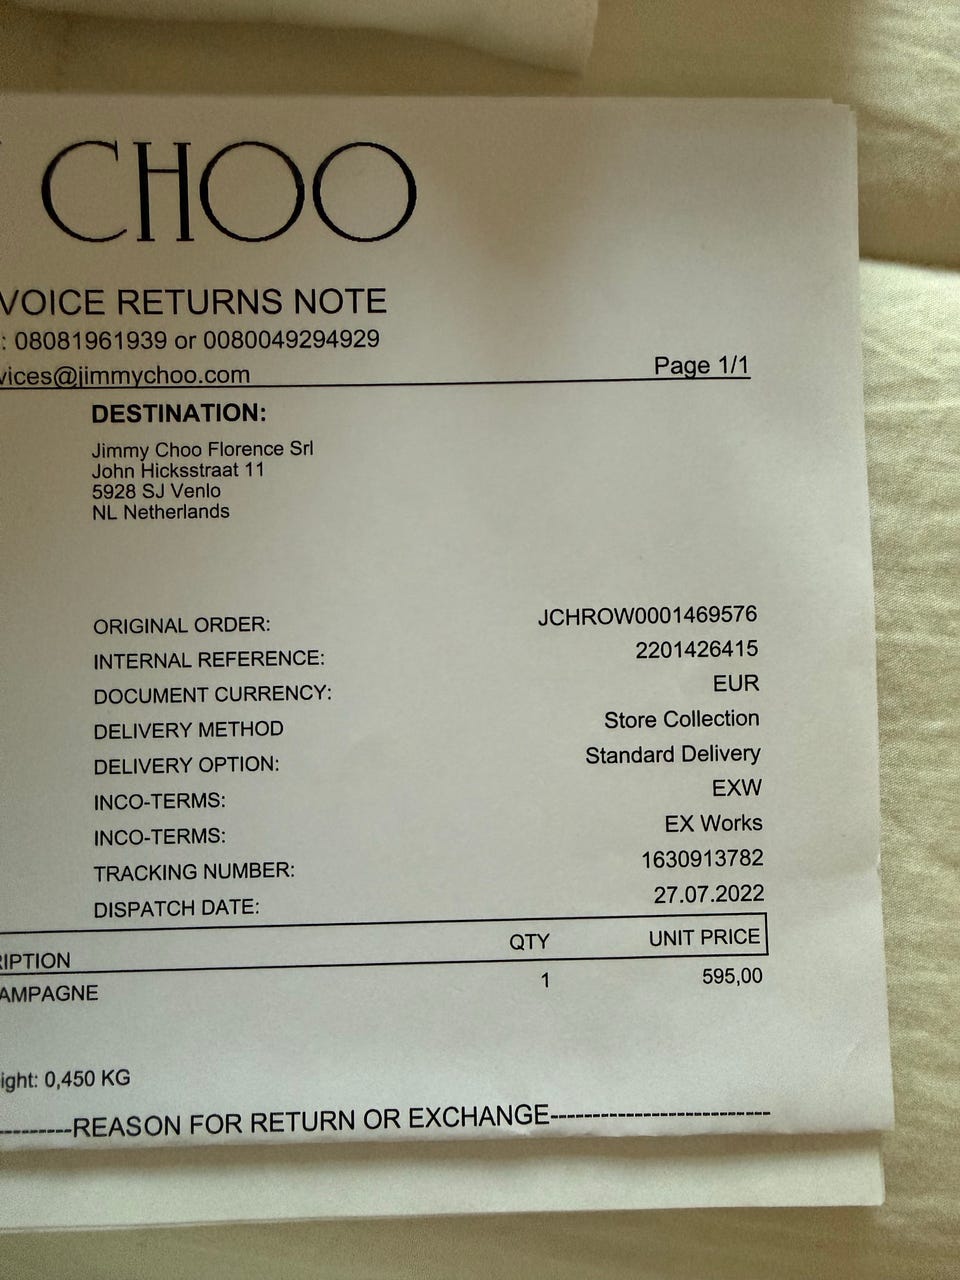 CHOO
VOICE RETURNS NOTE
: 08081961939 or 0080049294929
vices@jimmychoo.com
Page 1/1
DESTINATION:
Jimmy Choo Florence Srl
John Hicksstraat 11
5928 SJ Venlo
NL Netherlands
ORIGINAL ORDER: JCHROW0001469576
INTERNAL REFERENCE: 2201426415
DOCUMENT CURRENCY: EUR
DELIVERY METHOD Store Collection
DELIVERY OPTION: Standard Delivery
INCO-TERMS: EXW
INCO-TERMS: EX Works
TRACKING NUMBER: 1630913782
DISPATCH DATE: 27.07.2022
RIPTION QTY UNIT PRICE
AMPAGNE 1 595,00
ight: 0,450 KG
---------REASON FOR RETURN OR EXCHANGE--------------------------